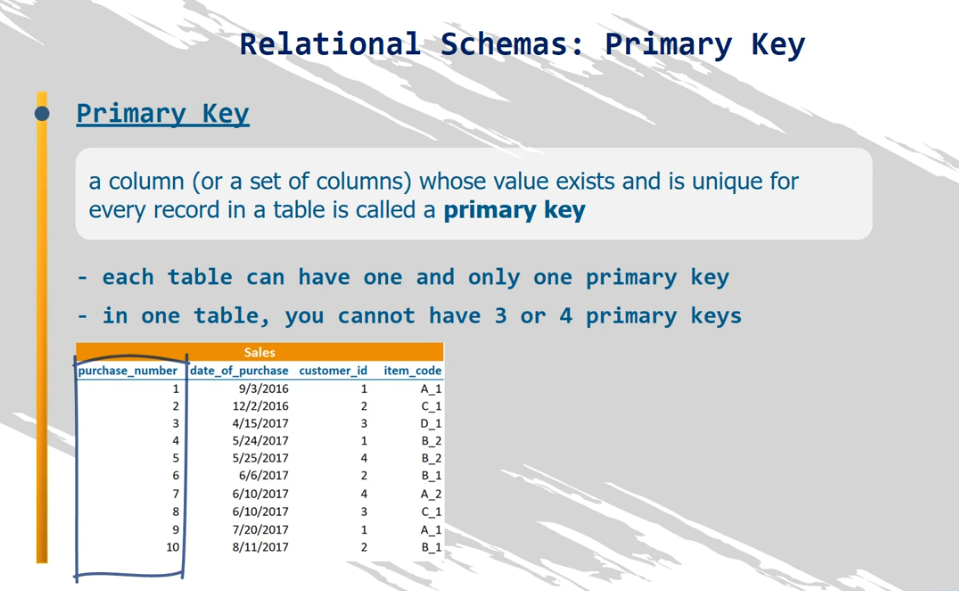 Relational Schemas: Primary Key
Primary Key
a column (or a set of columns) whose value exists and is unique for
every record in a table is called a primary key
- each table can have one and only one primary key
- in one table, you cannot have 3 or 4 primary keys
Sales
purchase_number date_of_purchase customer_id item_code
1 9/3/2016 1 A_1
2 12/2/2016 2 C_1
3 4/15/2017 3 D_1
4 5/24/2017 1 B_2
5 5/25/2017 4 B_2
6 6/6/2017 2 B_1
7 6/10/2017 4 A_2
8 6/10/2017 3 C_1
9 7/20/2017 1 A_1
10 8/11/2017 2 B_1